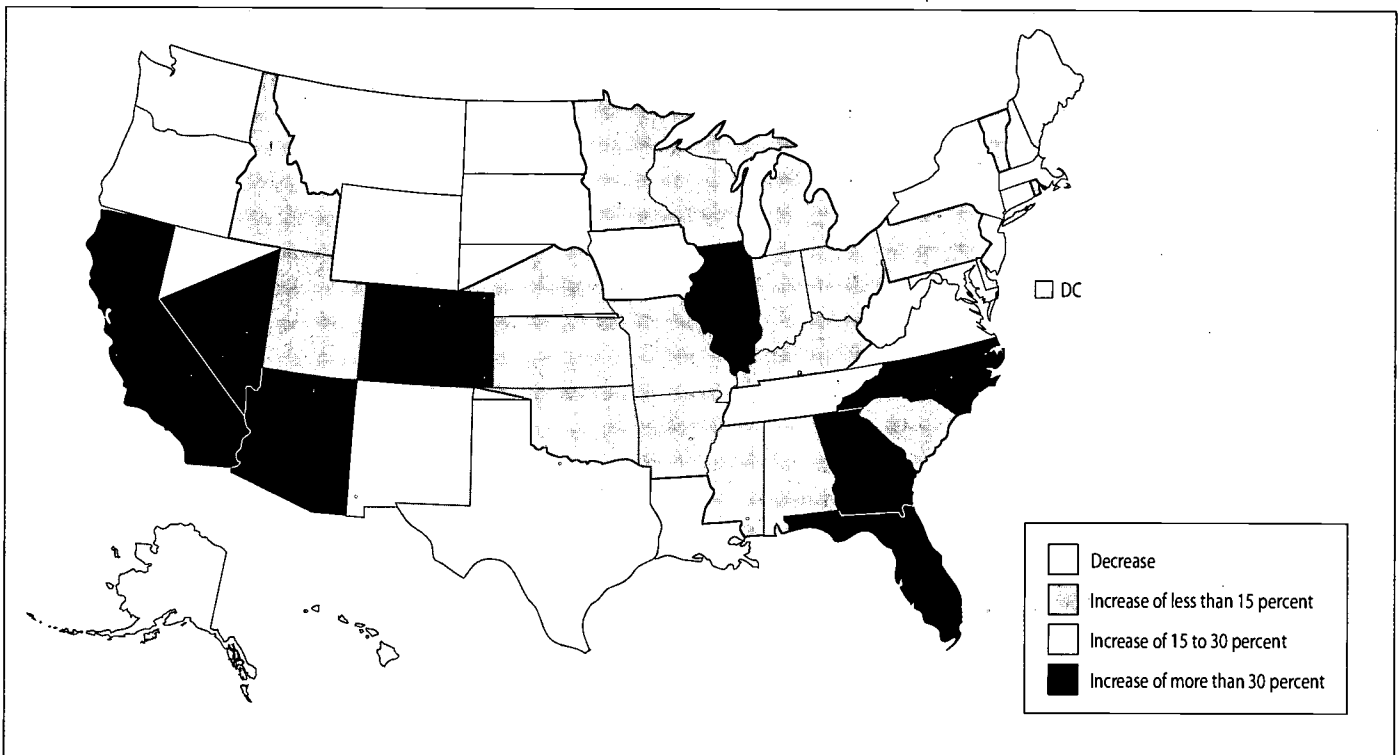 DC
Decrease
Increase of less than 15 percent
Increase of 15 to 30 percent
Increase of more than 30 percent